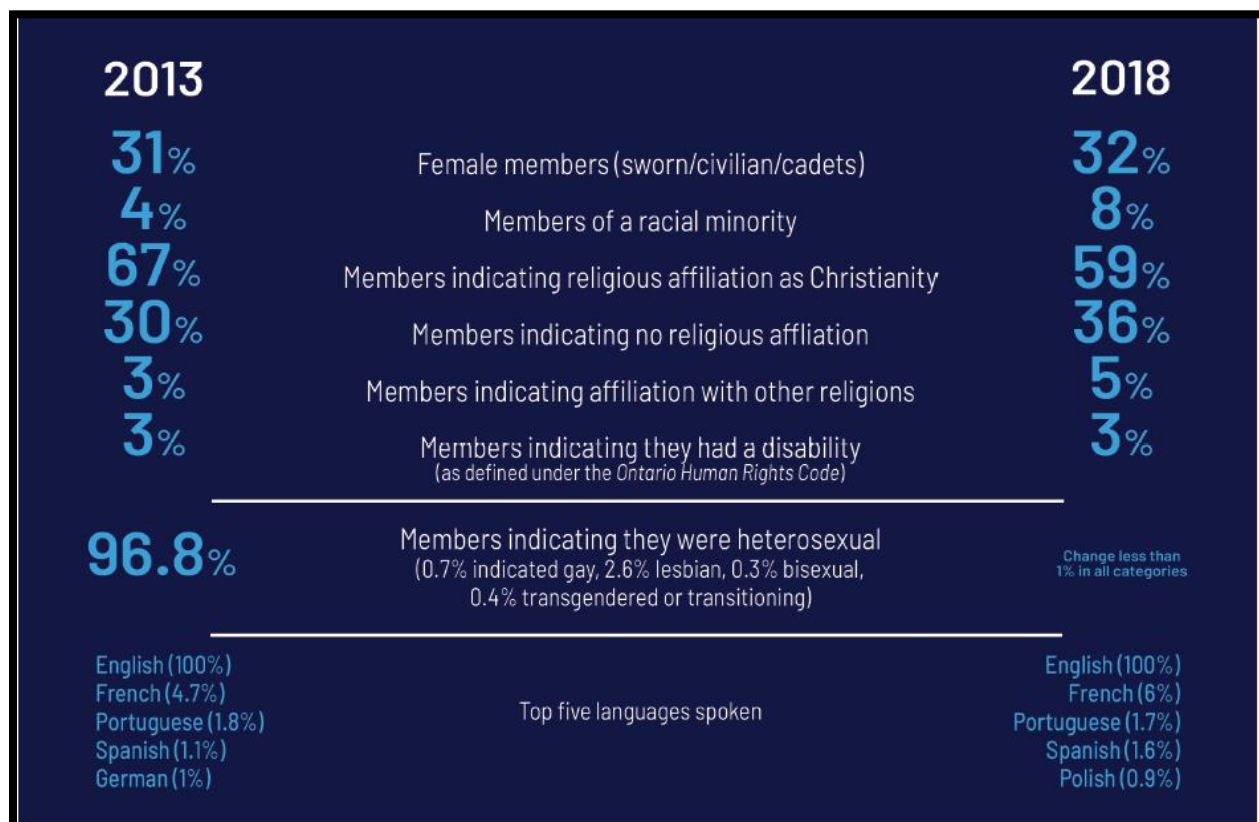 2013 2018
31% Female members (sworn/civilian/cadets) 32%
4% Members of a racial minority 8%
67% Members indicating religious affiliation as Christianity 59%
30% Members indicating no religious affliation 36%
3% Members indicating affiliation with other religions 5%
3% Members indicating they had a disability 3%
(as defined under the Ontario Human Rights Code)
96.8% Members indicating they were heterosexual
(0.7% indicated gay, 2.6% lesbian, 0.3% bisexual,
0.4% transgendered or transitioning)
Change less than
1% in all categories
English (100%)
French (4.7%)
Portuguese (1.8%)
Spanish (1.1%)
German (1%)
Top five languages spoken
English (100%)
French (6%)
Portuguese (1.7%)
Spanish (1.6%)
Polish (0.9%)